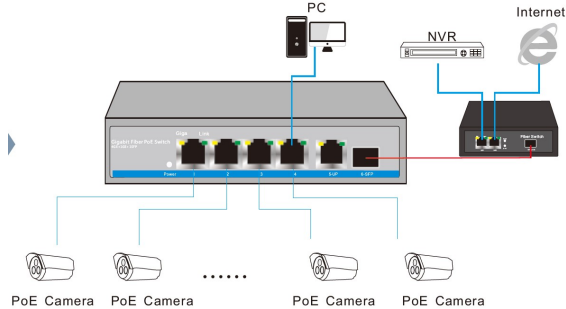 PC
Internet
NVR
Giga Link
Gigabit Fiber PoE Switch
Fiber Switch
Power 1 2 3 4 5-UP 6-SFP
PoE Camera PoE Camera PoE Camera PoE Camera